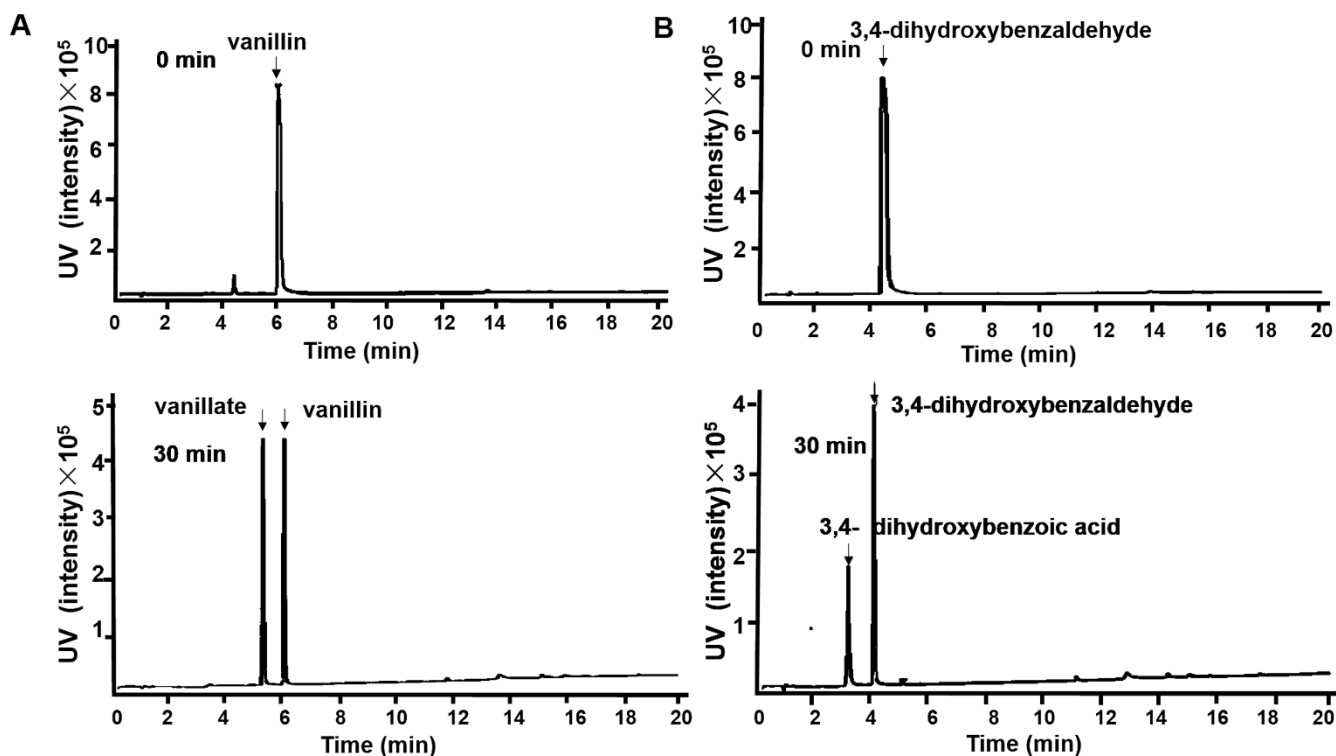 A
10
8
6
4
2
UV (intensity)×10⁵
0 min
vanillin
0 2 4 6 8 10 12 14 16 18 20
Time (min)
B
10
8
6
4
2
UV (intensity)×10⁵
3,4-dihydroxybenzaldehyde
0 min
0 2 4 6 8 10 12 14 16 18 20
Time (min)
5
4
3
2
1
UV (intensity)×10⁵
vanillate vanillin
30 min
0 2 4 6 8 10 12 14 16 18 20
Time (min)
4
3
2
1
UV (intensity)×10⁵
3,4-dihydroxybenzaldehyde
30 min
3,4- dihydroxybenzoic acid
0 2 4 6 8 10 12 14 16 18 20
Time (min)